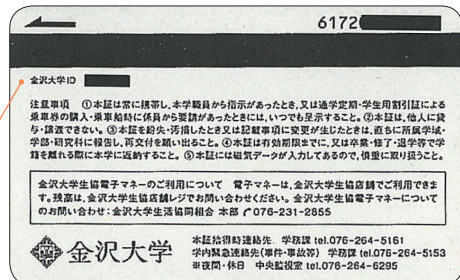 6172
金沢大学ID
注意事項　①本証は常に携帯し、本学職員から指示があったとき、又は通学定期・学生用割引証による
乗車券の購入・乗車船時に係員から要請があったときには、いつでも呈示すること。②本証は、他人に貸
与・譲渡できない。③本証を紛失・汚損したとき又は記載事項に変更が生じたときは、直ちに所属学域・
学部・研究科に報告し、再交付を願い出ること。④本証は有効期限までに、又は卒業・修了・退学等で学
籍を離れる際に本学に返納すること。⑤本証には磁気データが入力してあるので、慎重に取り扱うこと。
金沢大学生協電子マネーのご利用について　電子マネーは、金沢大学生協店舗でご利用できま
す。残高は、金沢大学生協店舗レジでお問い合わせください。金沢大学生協電子マネーについて
のお問い合わせ：金沢大学生活協同組合 本部 ☎076-231-2855
金沢大学
本証拾得時連絡先　学務課 tel.076-264-5161
学内緊急連絡先(事件・事故等)　学務課 tel.076-264-5153
※夜間・休日　中央監視室 tel.076-264-6295